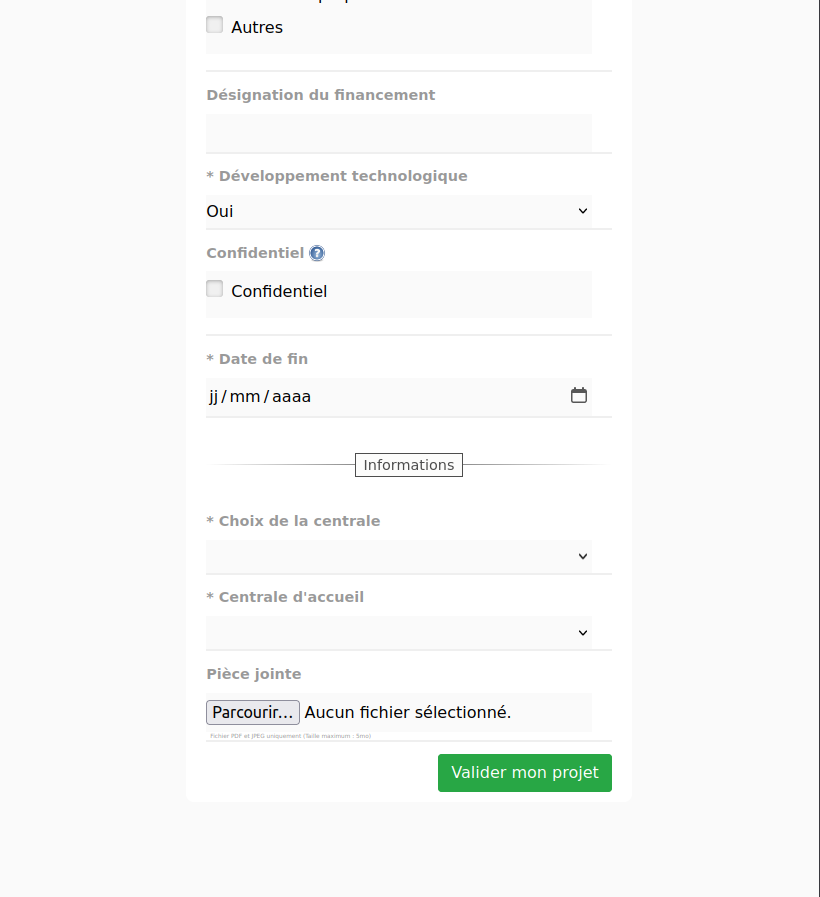 Autres
Désignation du financement
* Développement technologique
Oui
Confidentiel ?
Confidentiel
* Date de fin
jj/mm/aaaa
Informations
* Choix de la centrale
* Centrale d'accueil
Pièce jointe
Parcourir... Aucun fichier sélectionné.
Fichier PDF et JPEG uniquement (Taille maximum : 5mo)
Valider mon projet